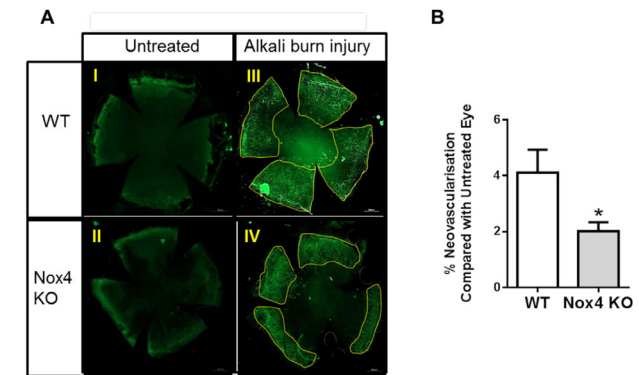 A
Untreated
Alkali burn injury
WT
I
III
Nox4
KO
II
IV
B
% Neovascularisation
Compared with Untreated Eye
6
4
2
0
*
WT
Nox4 KO